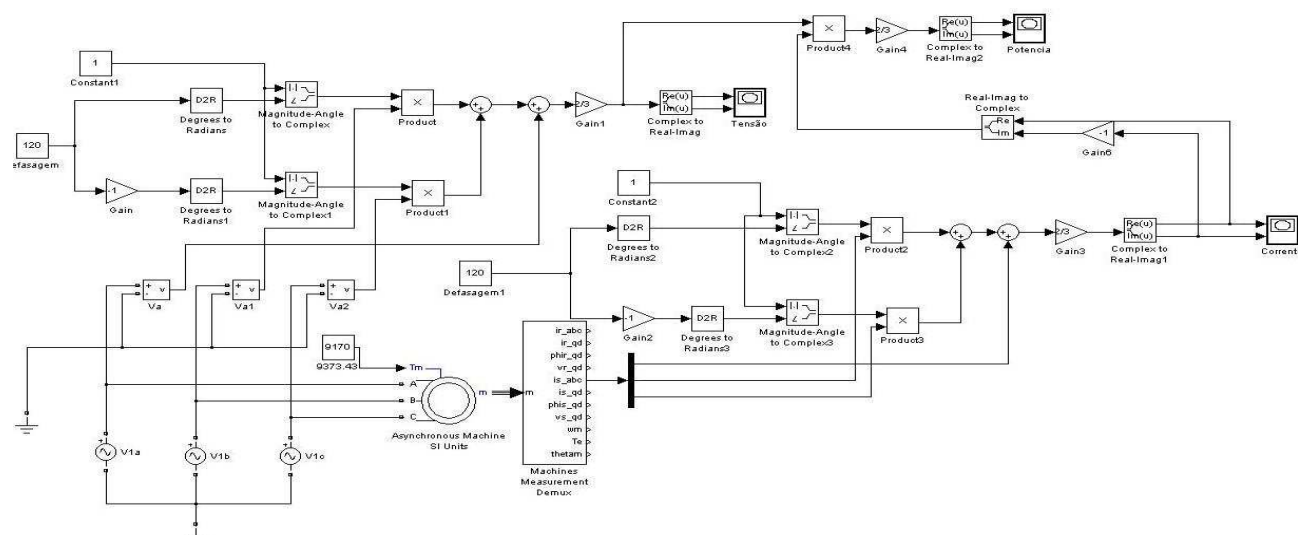 Re(u)
Im(u)
×
2/3
Product4
Gain4
Complex to
Real-Imag2
Potencia
1
Constant1
D2R
|-|
∠
Degrees to
Radians
Magnitude-Angle
to Complex
×
Product
2/3
Gain1
Re(u)
Im(u)
Complex to
Real-Imag
Tensão
Real-Imag to
Complex
Re
Im
-1
Gain6
120
efasagem
-1
Gain
D2R
Degrees to
Radians1
|-|
∠
Magnitude-Angle
to Complex1
×
Product1
1
Constant2
D2R
Degrees to
Radians2
|-|
∠
Magnitude-Angle
to Complex2
×
Product2
2/3
Gain3
Re(u)
Im(u)
Complex to
Real-Imag1
Corrent
120
Defasagem1
+
-
v
Va
+
-
v
Va1
+
-
v
Va2
-1
Gain2
D2R
Degrees to
Radians3
|-|
∠
Magnitude-Angle
to Complex3
×
Product3
9170
9373.43
Tm
A
B
C
m
Asynchronous Machine
SI Units
m
ir_abc
ir_qd
phir_qd
vr_qd
is_abc
is_qd
phis_qd
vs_qd
wm
Te
thetam
Machines
Measurement
Demux
V1a
V1b
V1c